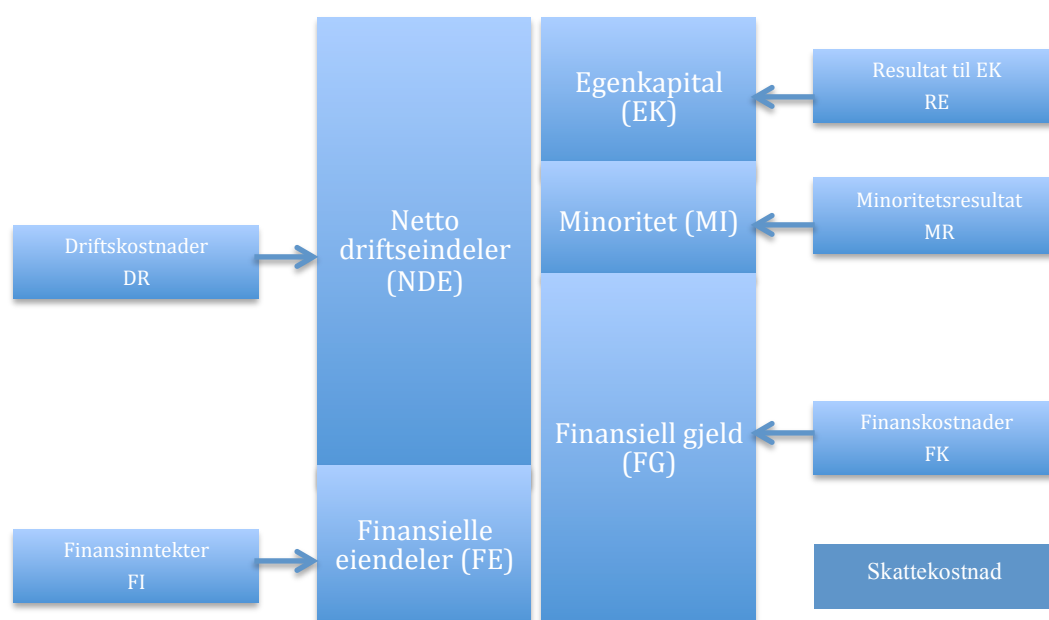 Driftskostnader
DR
Finansinntekter
FI
Netto
driftseindeler
(NDE)
Finansielle
eiendeler (FE)
Egenkapital
(EK)
Minoritet (MI)
Finansiell gjeld
(FG)
Resultat til EK
RE
Minoritetsresultat
MR
Finanskostnader
FK
Skattekostnad